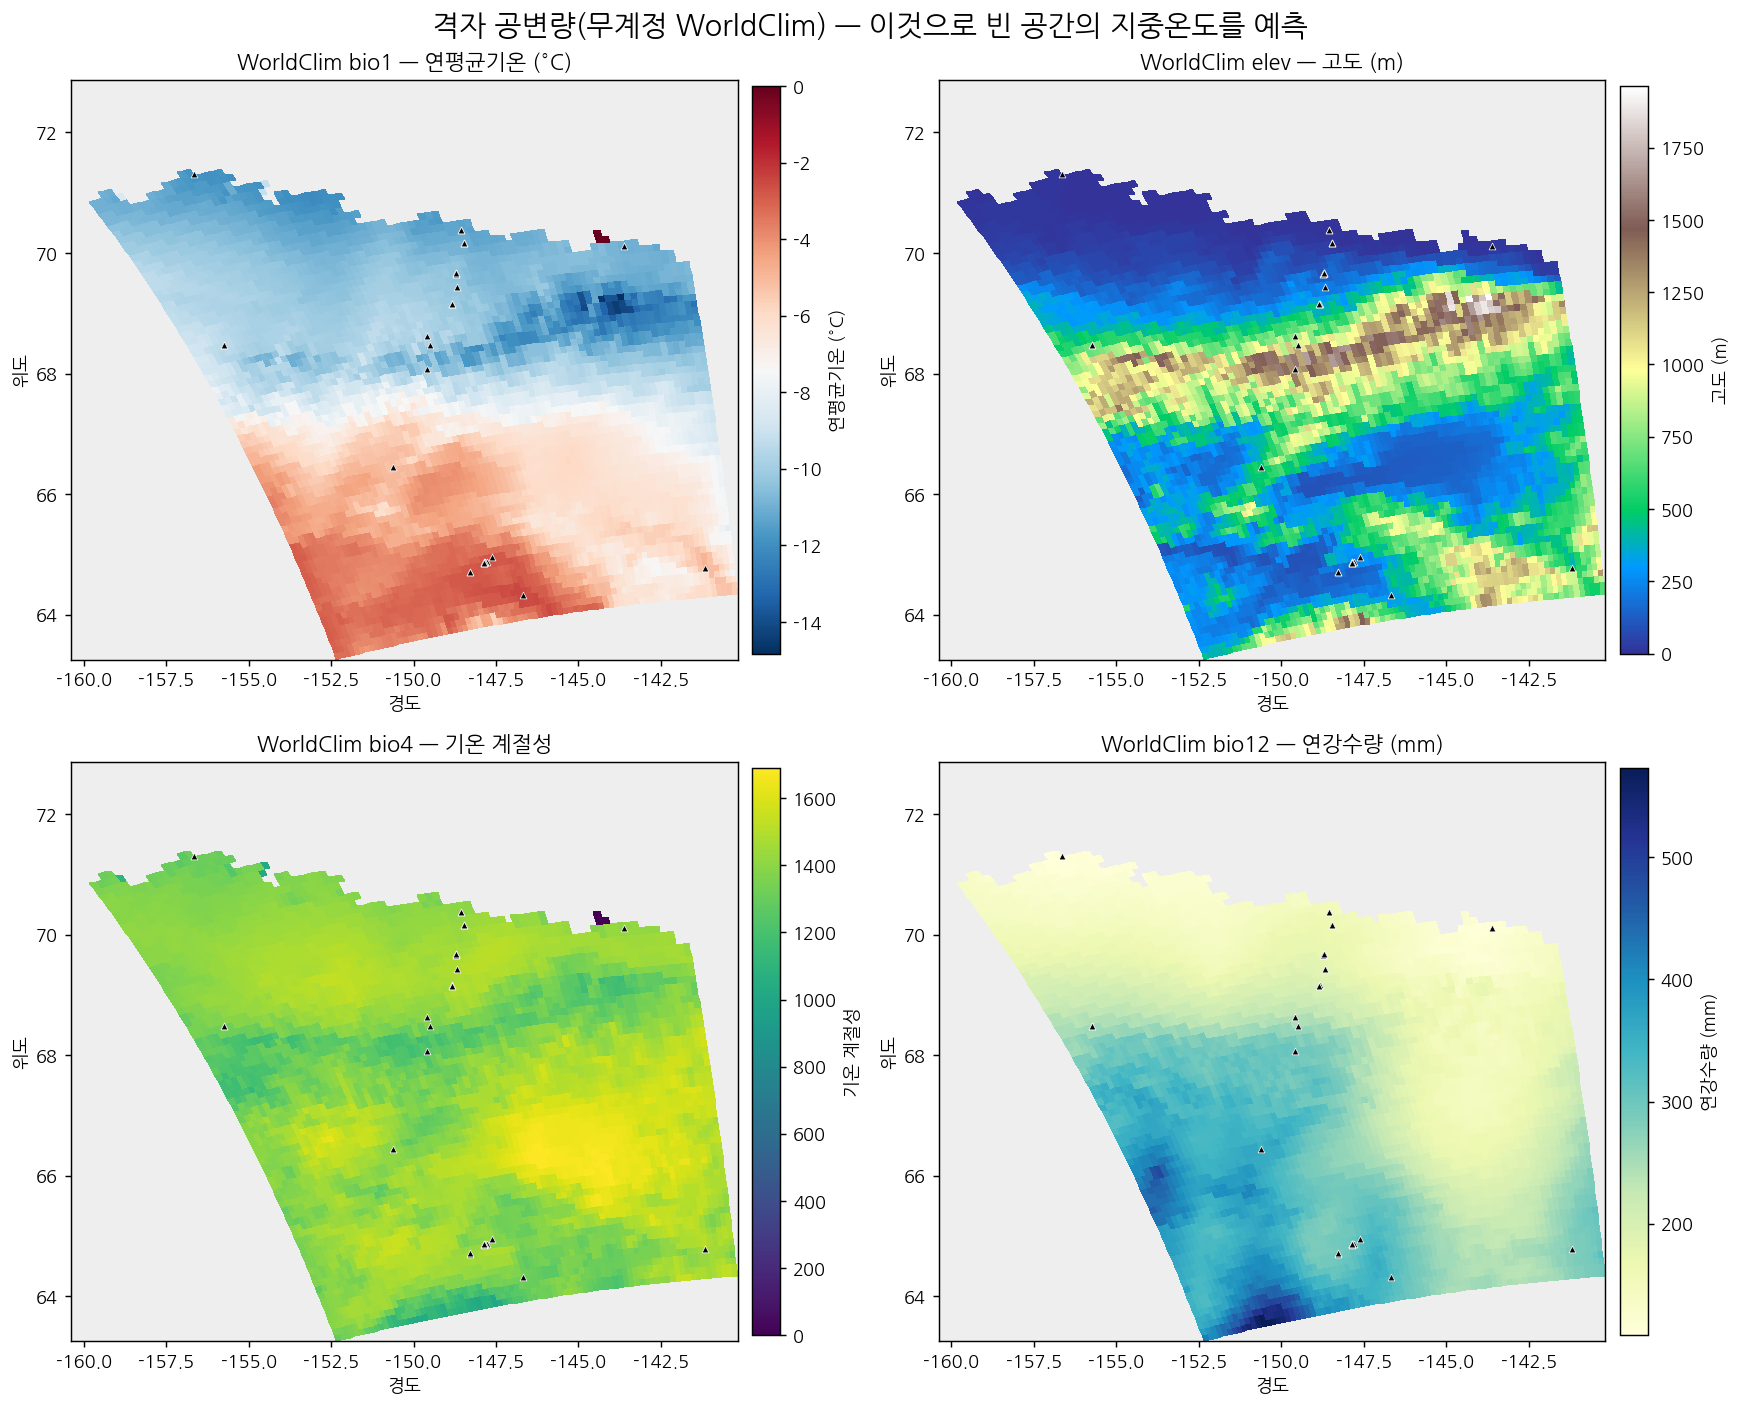 격자 공변량(무계정 WorldClim) — 이것으로 빈 공간의 지중온도를 예측
WorldClim bio1 — 연평균기온 (°C)
72
70
68
66
64
위도
-160.0 -157.5 -155.0 -152.5 -150.0 -147.5 -145.0 -142.5
경도
0
-2
-4
-6
-8
-10
-12
-14
연평균기온 (°C)
WorldClim elev — 고도 (m)
72
70
68
66
64
위도
-160.0 -157.5 -155.0 -152.5 -150.0 -147.5 -145.0 -142.5
경도
1750
1500
1250
1000
750
500
250
0
고도 (m)
WorldClim bio4 — 기온 계절성
72
70
68
66
64
위도
-160.0 -157.5 -155.0 -152.5 -150.0 -147.5 -145.0 -142.5
경도
1600
1400
1200
1000
800
600
400
200
0
기온 계절성
WorldClim bio12 — 연강수량 (mm)
72
70
68
66
64
위도
-160.0 -157.5 -155.0 -152.5 -150.0 -147.5 -145.0 -142.5
경도
500
400
300
200
연강수량 (mm)